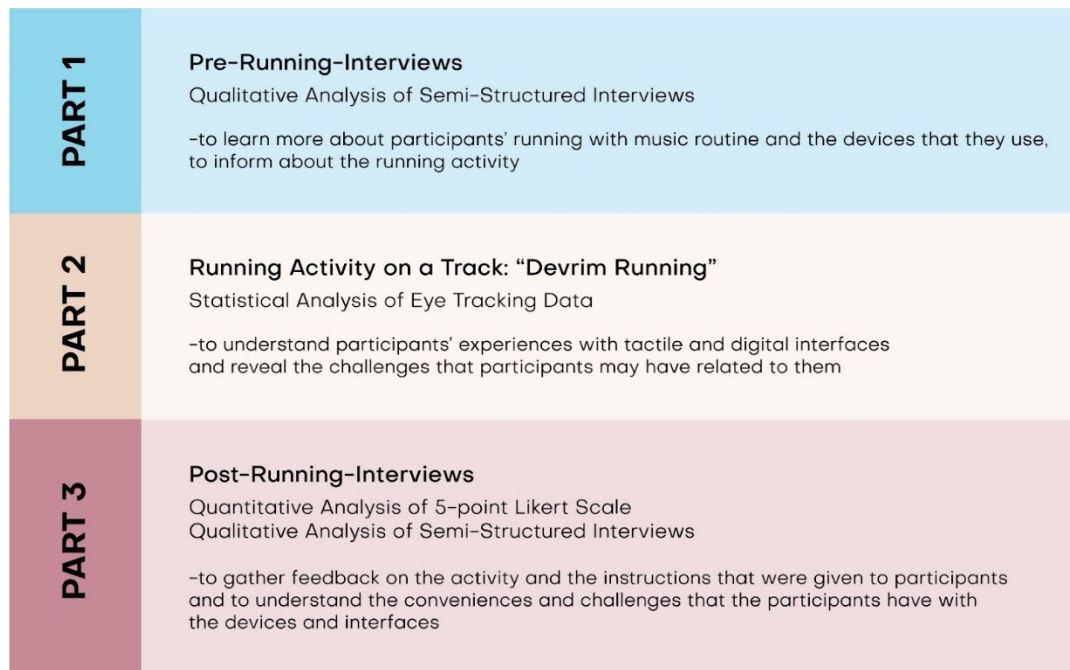 PART 1
Pre-Running-Interviews
Qualitative Analysis of Semi-Structured Interviews
-to learn more about participants' running with music routine and the devices that they use,
to inform about the running activity
PART 2
Running Activity on a Track: "Devrim Running"
Statistical Analysis of Eye Tracking Data
-to understand participants' experiences with tactile and digital interfaces
and reveal the challenges that participants may have related to them
PART 3
Post-Running-Interviews
Quantitative Analysis of 5-point Likert Scale
Qualitative Analysis of Semi-Structured Interviews
-to gather feedback on the activity and the instructions that were given to participants
and to understand the conveniences and challenges that the participants have with
the devices and interfaces